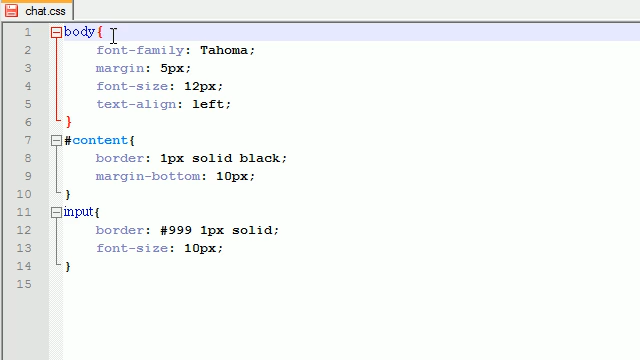 chat.css
1 body{
2 font-family: Tahoma;
3 margin: 5px;
4 font-size: 12px;
5 text-align: left;
6 }
7 #content{
8 border: 1px solid black;
9 margin-bottom: 10px;
10 }
11 input{
12 border: #999 1px solid;
13 font-size: 10px;
14 }
15